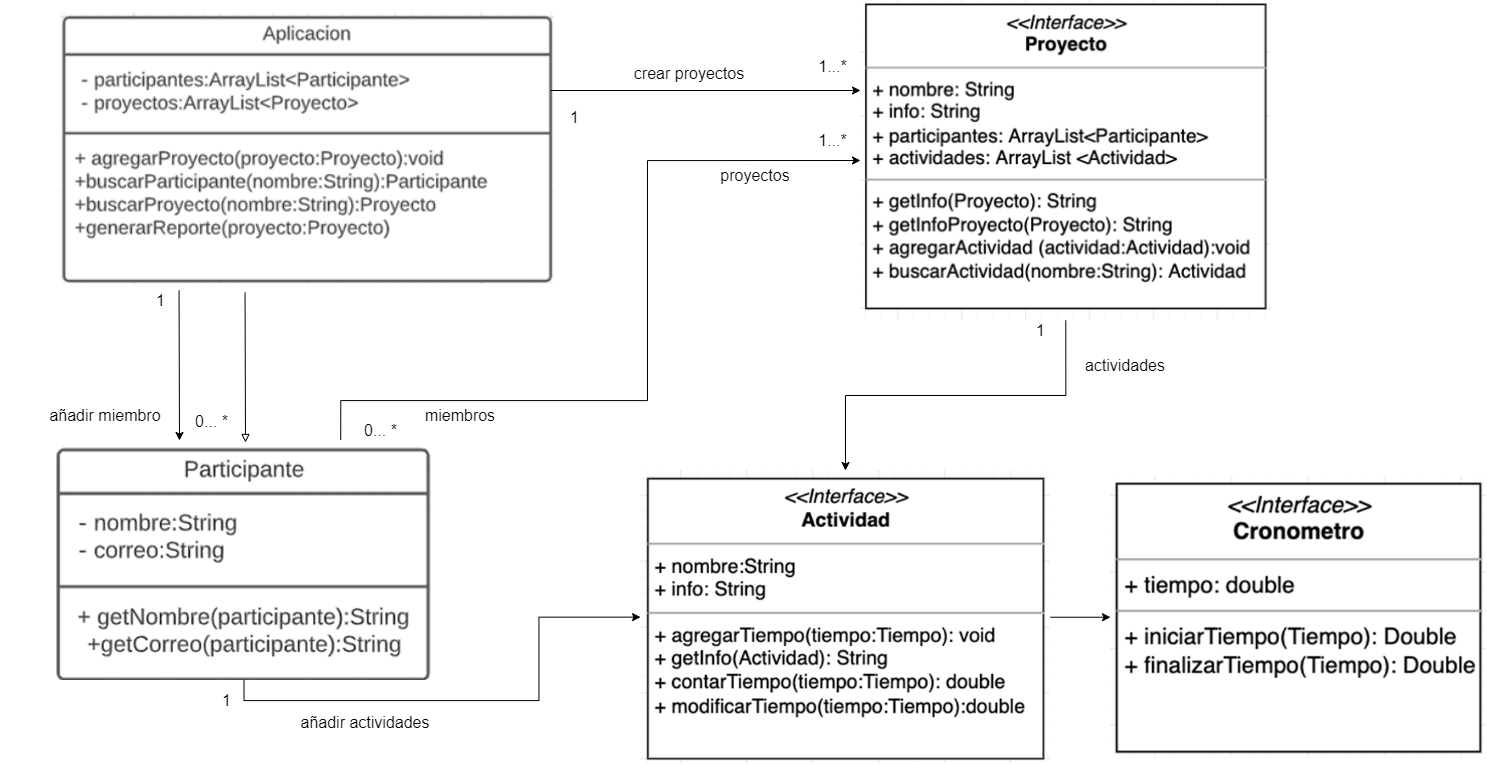 Aplicacion
- participantes:ArrayList<Participante>
- proyectos:ArrayList<Proyecto>
+ agregarProyecto(proyecto:Proyecto):void
+buscarParticipante(nombre:String):Participante
+buscarProyecto(nombre:String):Proyecto
+generarReporte(proyecto:Proyecto)
crear proyectos
1
1...*
<<Interface>>
Proyecto
+ nombre: String
+ info: String
+ participantes: ArrayList<Participante>
+ actividades: ArrayList <Actividad>
+ getInfo(Proyecto): String
+ getInfoProyecto(Proyecto): String
+ agregarActividad (actividad:Actividad):void
+ buscarActividad(nombre:String): Actividad
1...*
proyectos
1
añadir miembro
0... *
0... *
miembros
1
actividades
Participante
- nombre:String
- correo:String
+ getNombre(participante):String
+getCorreo(participante):String
1
añadir actividades
<<Interface>>
Actividad
+ nombre:String
+ info: String
+ agregarTiempo(tiempo:Tiempo): void
+ getInfo(Actividad): String
+ contarTiempo(tiempo:Tiempo): double
+ modificarTiempo(tiempo:Tiempo):double
<<Interface>>
Cronometro
+ tiempo: double
+ iniciarTiempo(Tiempo): Double
+ finalizarTiempo(Tiempo): Double